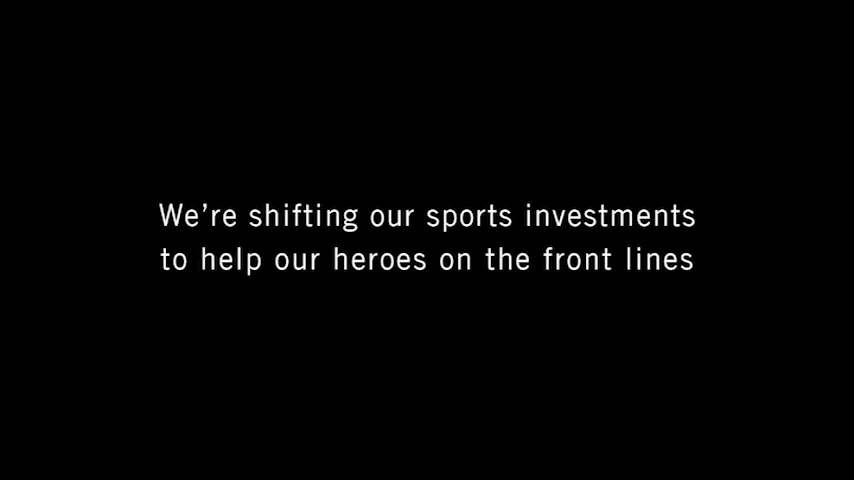 We’re shifting our sports investments
to help our heroes on the front lines